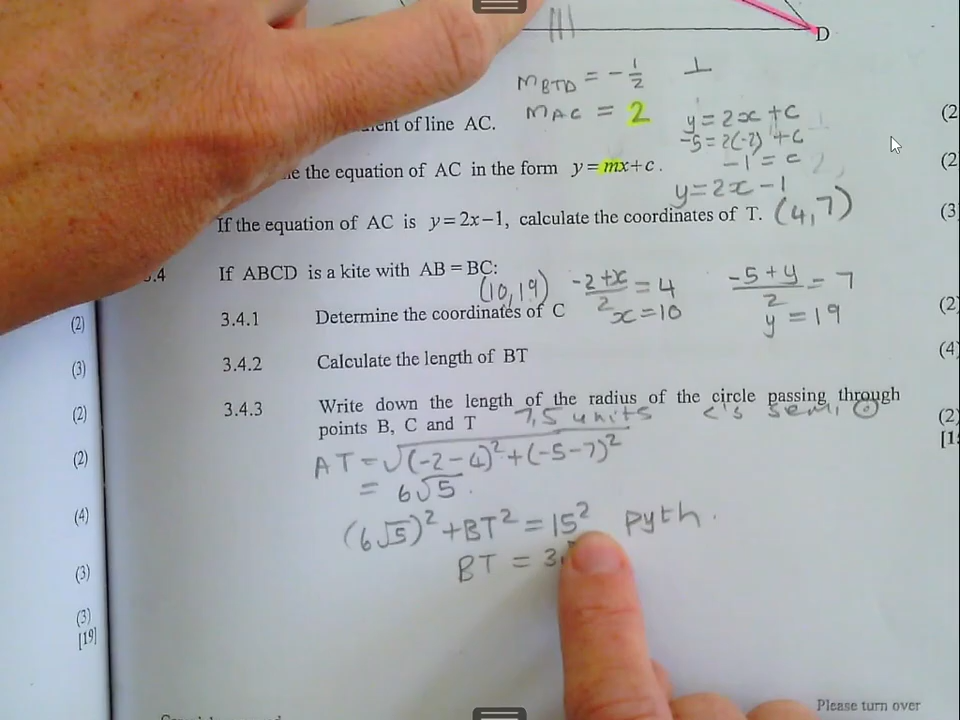 D
mBTD = -1/2 ⊥
mAC = 2
of line AC. (2
y = 2x + c
-5 = 2(-2) + c
the equation of AC in the form y = mx + c. (2
-1 = c
y = 2x - 1
If the equation of AC is y = 2x − 1, calculate the coordinates of T. (4,7) (3
.4 If ABCD is a kite with AB = BC:
(10,19) (-2+x)/2 = 4 (-5+y)/2 = 7
3.4.1 Determine the coordinates of C x = 10 y = 19 (2)
3.4.2 Calculate the length of BT (4)
3.4.3 Write down the length of the radius of the circle passing through
points B, C and T 7,5 units <'s semi ⊙ (2)
AT = √(-2-4)² + (-5-7)²
= 6√5.
(6√5)² + BT² = 15² pyth.
BT =
(2)
(3)
(2)
(2)
(4)
(3)
(3)
[19]
Please turn over